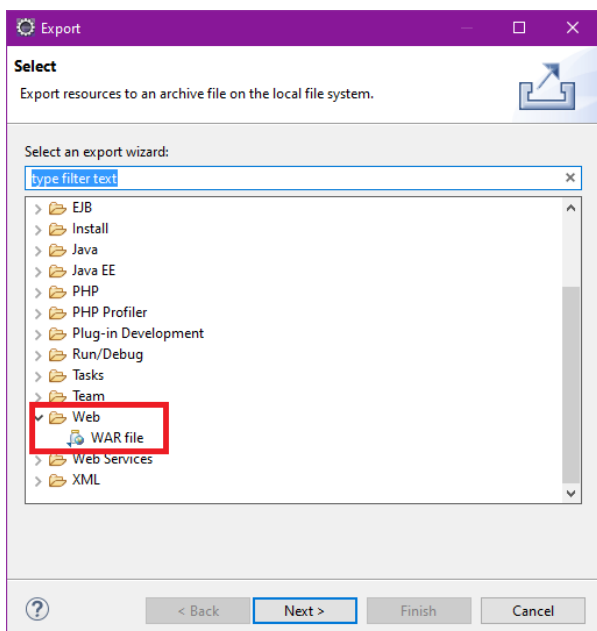 Export
Select
Export resources to an archive file on the local file system.
Select an export wizard:
type filter text
EJB
Install
Java
Java EE
PHP
PHP Profiler
Plug-in Development
Run/Debug
Tasks
Team
Web
WAR file
Web Services
XML
< Back Next > Finish Cancel